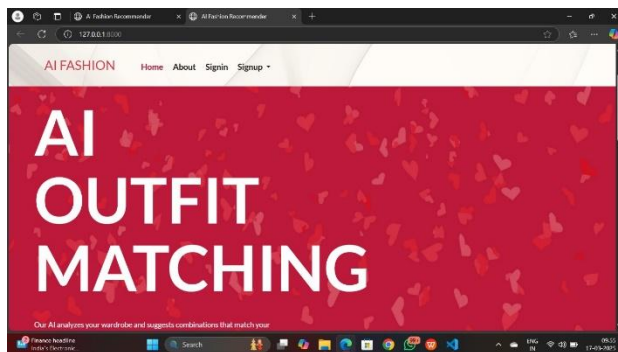 AI Fashion Recommender
AI Fashion Recommender
127.0.0.1:8000
AI FASHION
Home About Signin Signup
AI
OUTFIT
MATCHING
Our AI analyzes your wardrobe and suggests combinations that match your
Finance headline
India's Electronic
Search
ENG
IN
09:55
17-03-2025